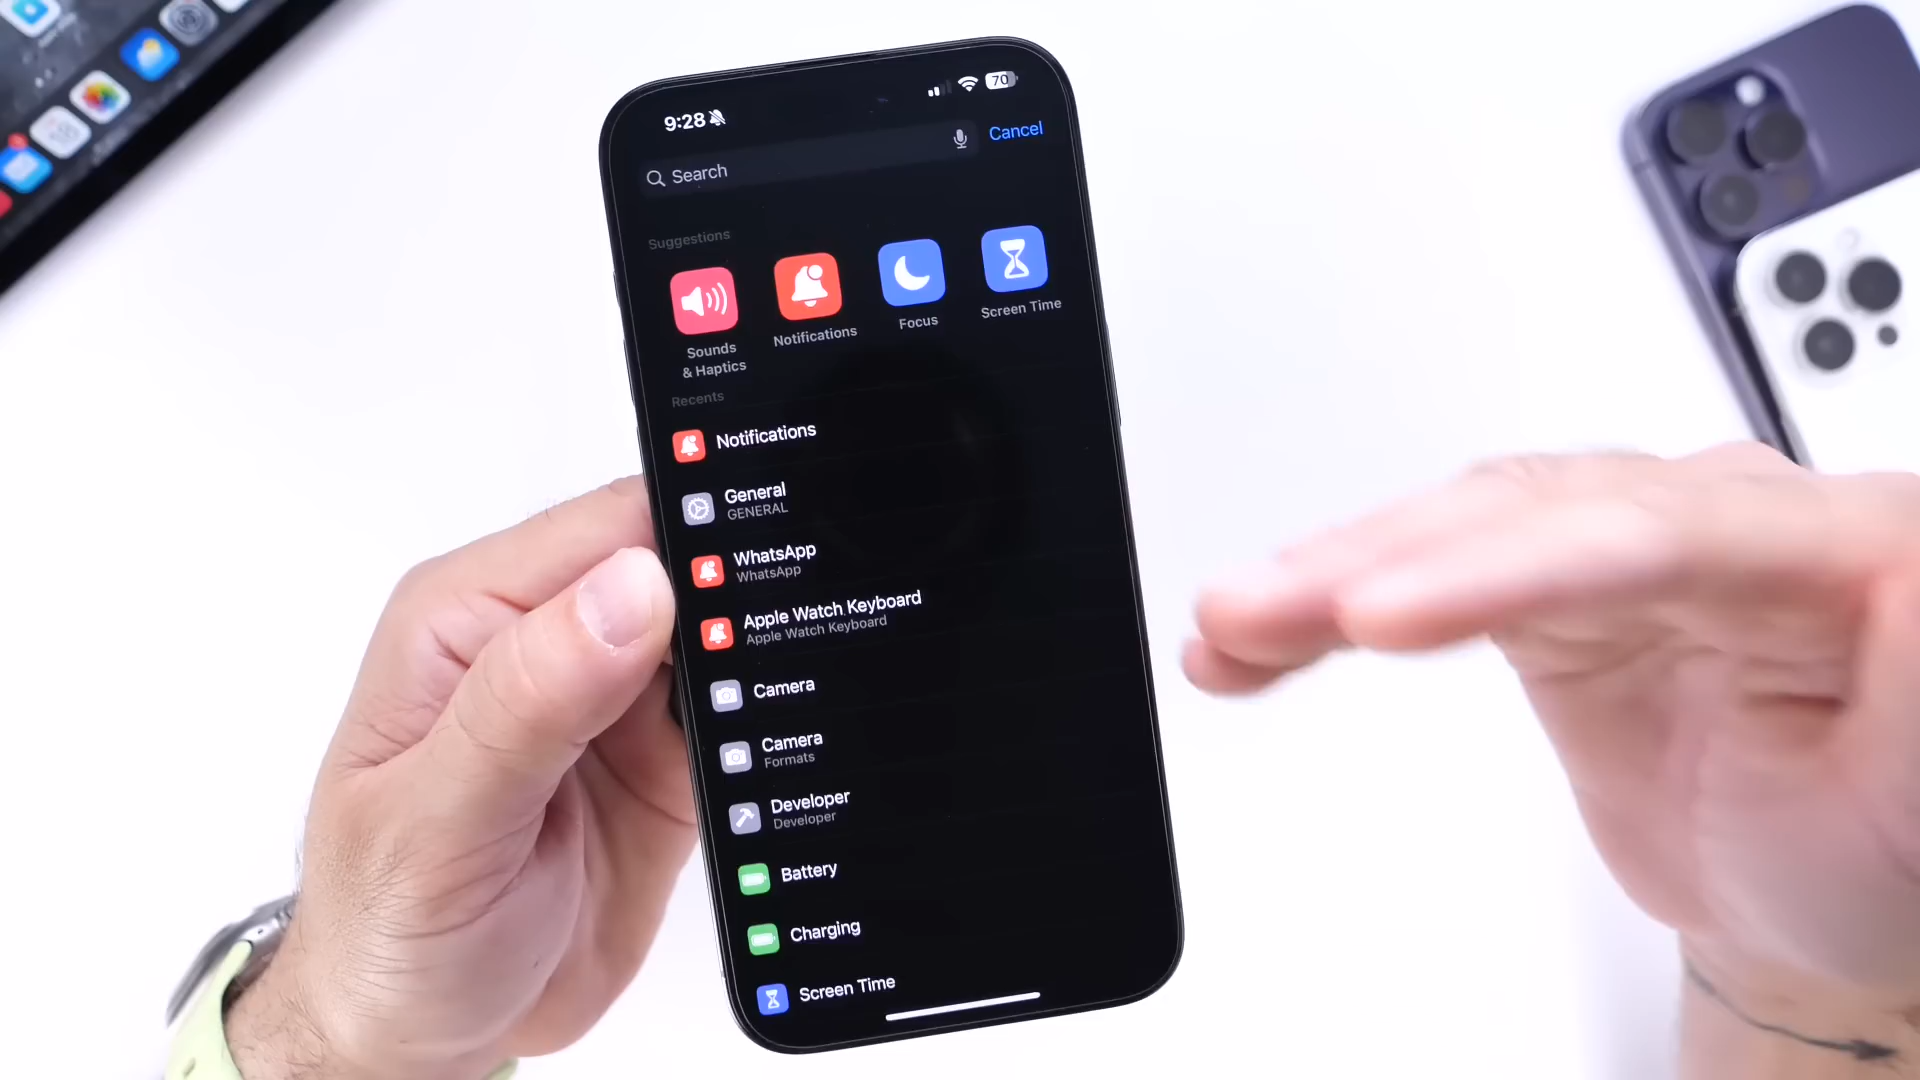 9:28
70
Search
Cancel
Suggestions
Sounds
& Haptics
Notifications
Focus
Screen Time
Recents
Notifications
General
GENERAL
WhatsApp
WhatsApp
Apple Watch Keyboard
Apple Watch Keyboard
Camera
Camera
Formats
Developer
Developer
Battery
Charging
Screen Time